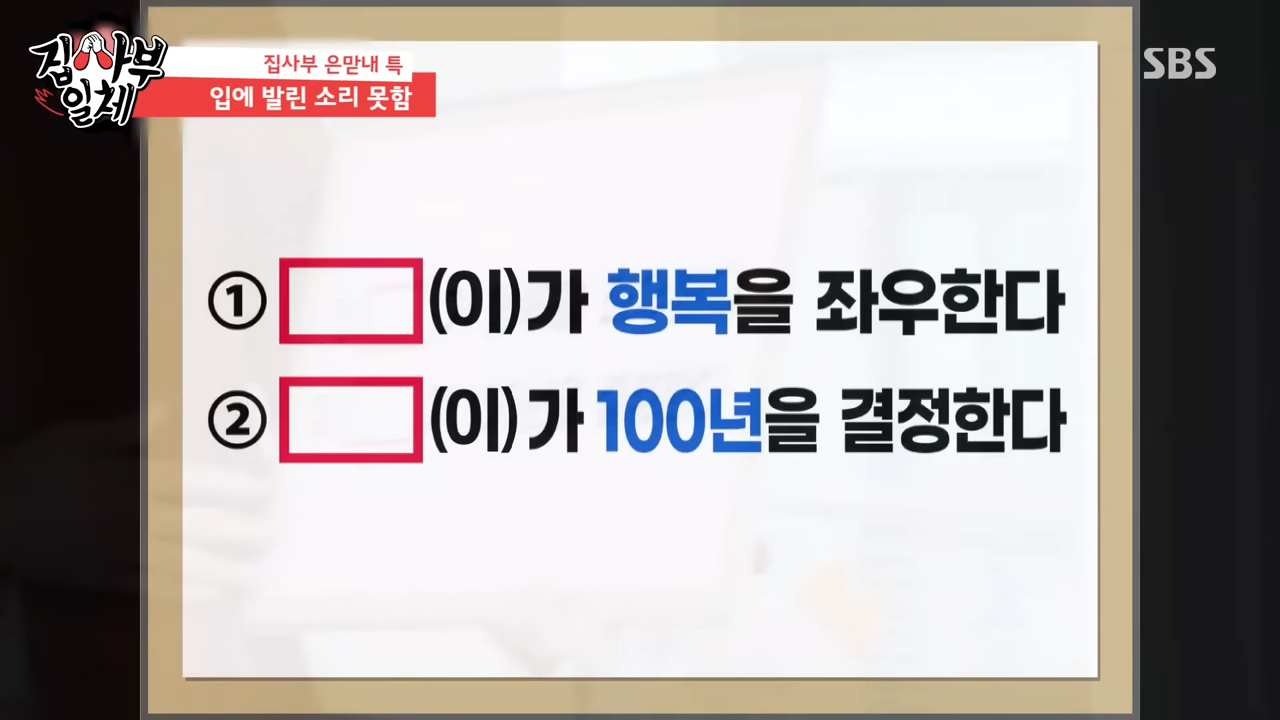 집사부일체
집사부 은맏내 특
입에 발린 소리 못함
SBS
① (이)가 행복을 좌우한다
② (이)가 100년을 결정한다